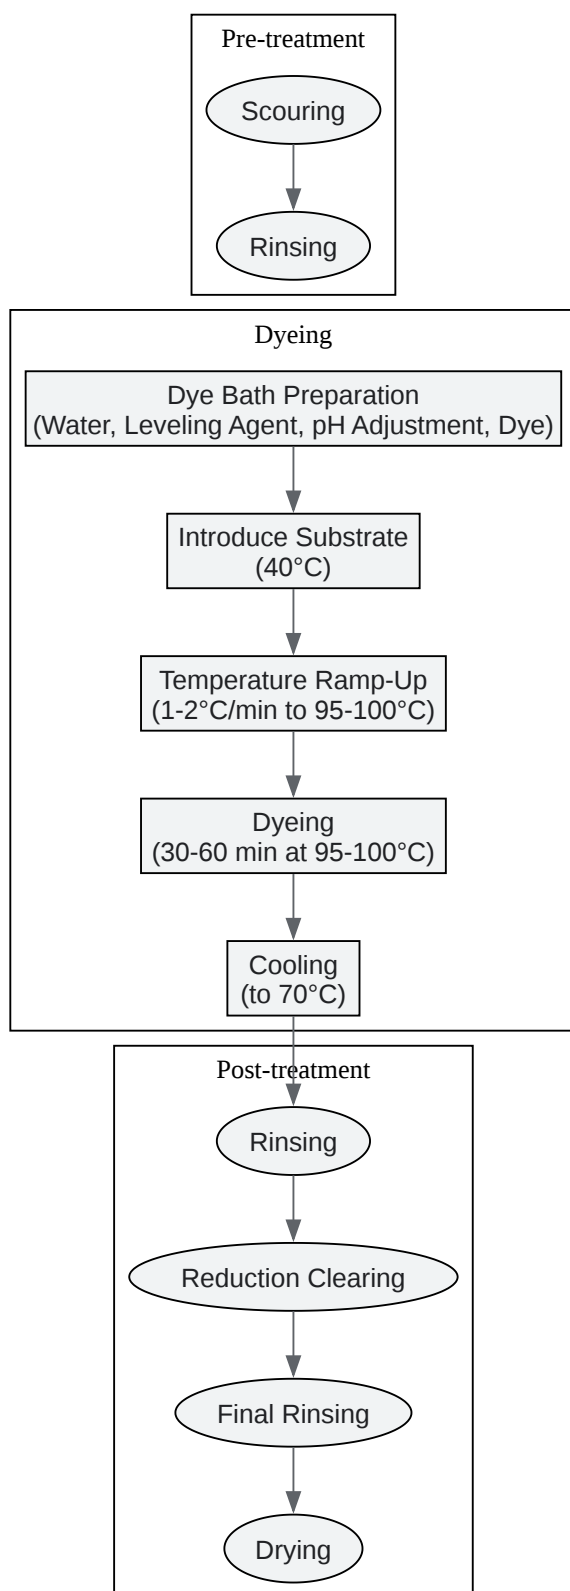 Pre-treatment
Scouring
Rinsing
Dyeing
Dye Bath Preparation
(Water, Leveling Agent, pH Adjustment, Dye)
Introduce Substrate
(40°C)
Temperature Ramp-Up
(1-2°C/min to 95-100°C)
Dyeing
(30-60 min at 95-100°C)
Cooling
(to 70°C)
Post-treatment
Rinsing
Reduction Clearing
Final Rinsing
Drying